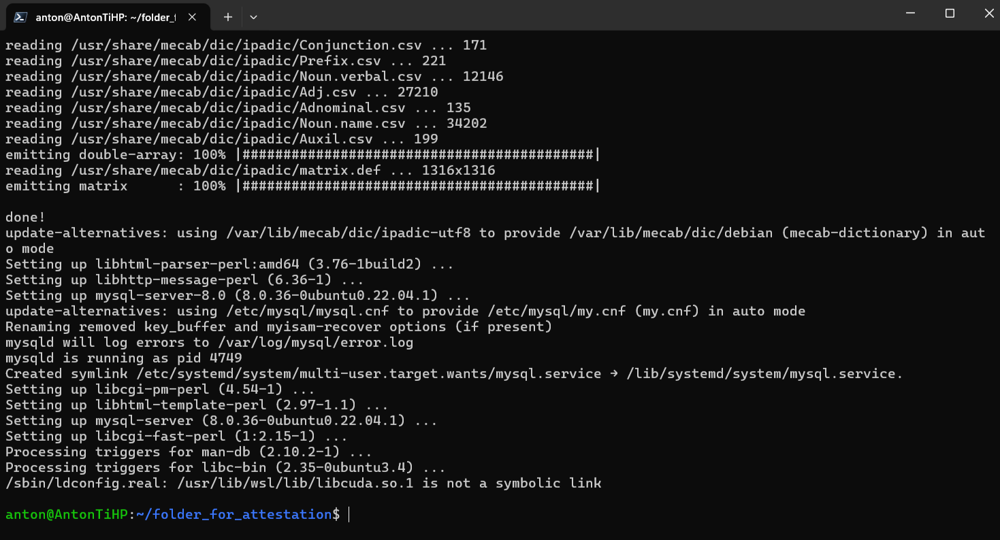 anton@AntonTiHP: ~/folder_f
reading /usr/share/mecab/dic/ipadic/Conjunction.csv ... 171
reading /usr/share/mecab/dic/ipadic/Prefix.csv ... 221
reading /usr/share/mecab/dic/ipadic/Noun.verbal.csv ... 12146
reading /usr/share/mecab/dic/ipadic/Adj.csv ... 27210
reading /usr/share/mecab/dic/ipadic/Adnominal.csv ... 135
reading /usr/share/mecab/dic/ipadic/Noun.name.csv ... 34202
reading /usr/share/mecab/dic/ipadic/Auxil.csv ... 199
emitting double-array: 100% |###########################################|
reading /usr/share/mecab/dic/ipadic/matrix.def ... 1316x1316
emitting matrix      : 100% |###########################################|
done!
update-alternatives: using /var/lib/mecab/dic/ipadic-utf8 to provide /var/lib/mecab/dic/debian (mecab-dictionary) in aut
o mode
Setting up libhtml-parser-perl:amd64 (3.76-1build2) ...
Setting up libhttp-message-perl (6.36-1) ...
Setting up mysql-server-8.0 (8.0.36-0ubuntu0.22.04.1) ...
update-alternatives: using /etc/mysql/mysql.cnf to provide /etc/mysql/my.cnf (my.cnf) in auto mode
Renaming removed key_buffer and myisam-recover options (if present)
mysqld will log errors to /var/log/mysql/error.log
mysqld is running as pid 4749
Created symlink /etc/systemd/system/multi-user.target.wants/mysql.service → /lib/systemd/system/mysql.service.
Setting up libcgi-pm-perl (4.54-1) ...
Setting up libhtml-template-perl (2.97-1.1) ...
Setting up mysql-server (8.0.36-0ubuntu0.22.04.1) ...
Setting up libcgi-fast-perl (1:2.15-1) ...
Processing triggers for man-db (2.10.2-1) ...
Processing triggers for libc-bin (2.35-0ubuntu3.4) ...
/sbin/ldconfig.real: /usr/lib/wsl/lib/libcuda.so.1 is not a symbolic link
anton@AntonTiHP:~/folder_for_attestation$